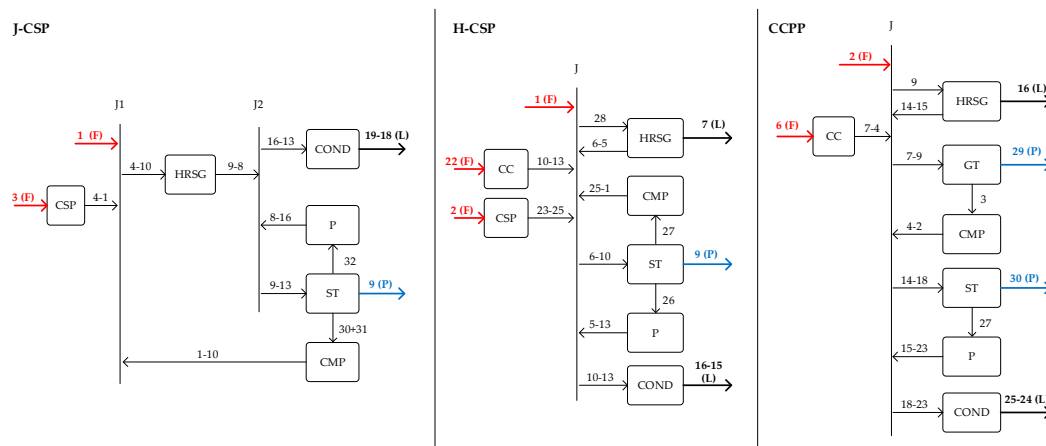 J-CSP
J1
J2
1 (F)
3 (F)
CSP
4-1
4-10
HRSG
9-8
16-13
COND
19-18 (L)
8-16
P
32
9-13
ST
9 (P)
30+31
1-10
CMP
H-CSP
J
1 (F)
28
6-5
HRSG
7 (L)
22 (F)
CC
10-13
25-1
CMP
2 (F)
CSP
23-25
27
6-10
ST
9 (P)
26
5-13
P
10-13
COND
16-15
(L)
CCPP
J
2 (F)
9
14-15
HRSG
16 (L)
6 (F)
CC
7-4
7-9
GT
29 (P)
3
4-2
CMP
14-18
ST
30 (P)
27
15-23
P
18-23
COND
25-24 (L)